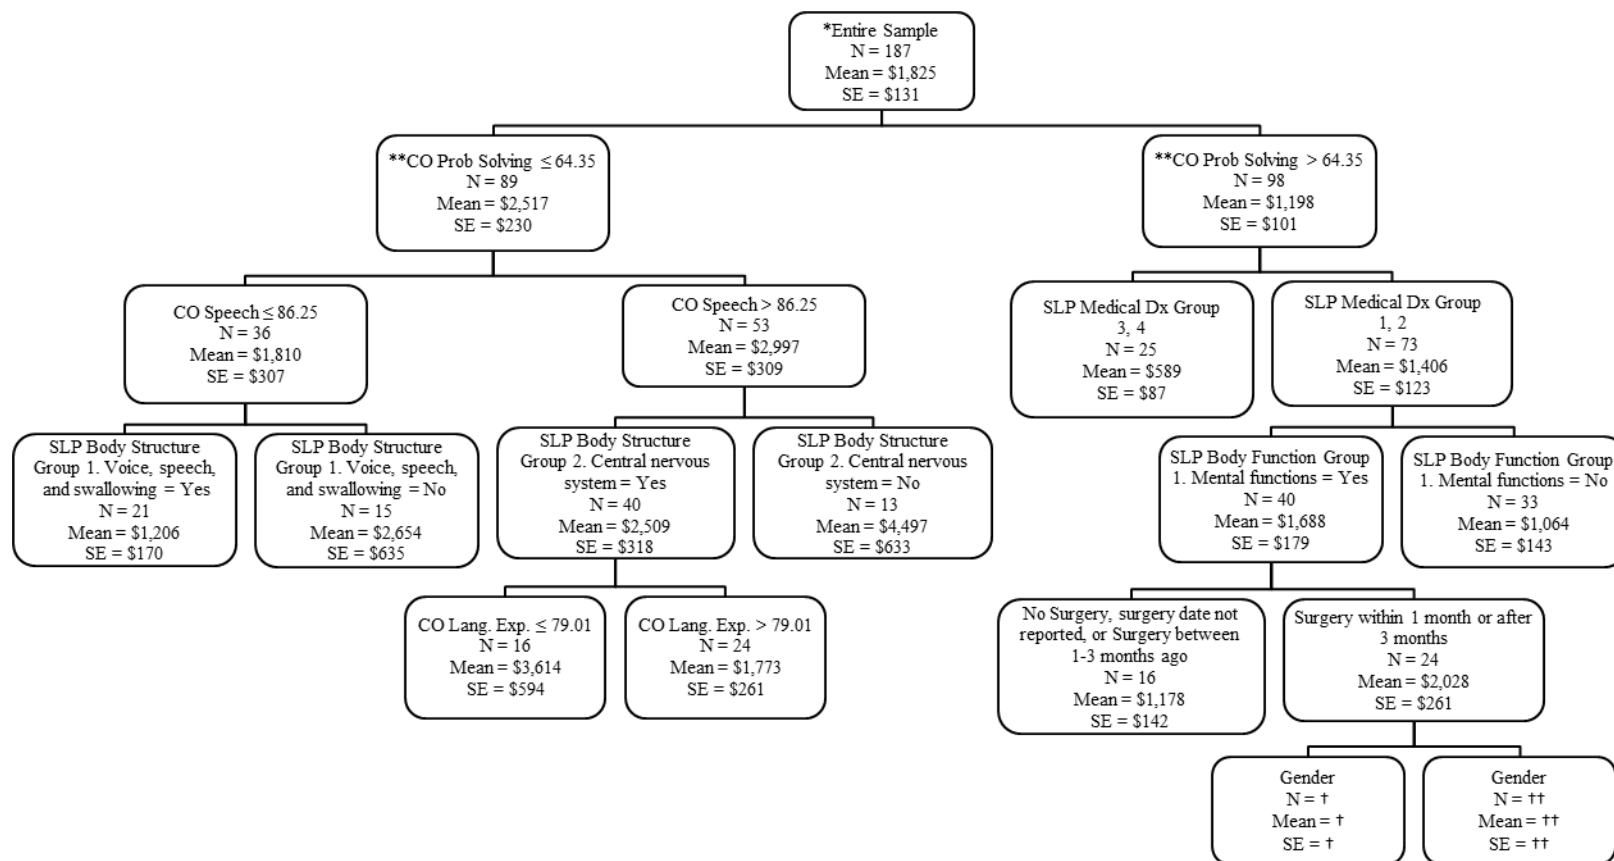 *Entire Sample
N = 187
Mean = $1,825
SE = $131
**CO Prob Solving ≤ 64.35
N = 89
Mean = $2,517
SE = $230
**CO Prob Solving > 64.35
N = 98
Mean = $1,198
SE = $101
CO Speech ≤ 86.25
N = 36
Mean = $1,810
SE = $307
CO Speech > 86.25
N = 53
Mean = $2,997
SE = $309
SLP Medical Dx Group
3, 4
N = 25
Mean = $589
SE = $87
SLP Medical Dx Group
1, 2
N = 73
Mean = $1,406
SE = $123
SLP Body Structure
Group 1. Voice, speech,
and swallowing = Yes
N = 21
Mean = $1,206
SE = $170
SLP Body Structure
Group 1. Voice, speech,
and swallowing = No
N = 15
Mean = $2,654
SE = $635
SLP Body Structure
Group 2. Central nervous
system = Yes
N = 40
Mean = $2,509
SE = $318
SLP Body Structure
Group 2. Central nervous
system = No
N = 13
Mean = $4,497
SE = $633
SLP Body Function Group
1. Mental functions = Yes
N = 40
Mean = $1,688
SE = $179
SLP Body Function Group
1. Mental functions = No
N = 33
Mean = $1,064
SE = $143
CO Lang. Exp. ≤ 79.01
N = 16
Mean = $3,614
SE = $594
CO Lang. Exp. > 79.01
N = 24
Mean = $1,773
SE = $261
No Surgery, surgery date not
reported, or Surgery between
1-3 months ago
N = 16
Mean = $1,178
SE = $142
Surgery within 1 month or after
3 months
N = 24
Mean = $2,028
SE = $261
Gender
N = †
Mean = †
SE = †
Gender
N = ††
Mean = ††
SE = ††